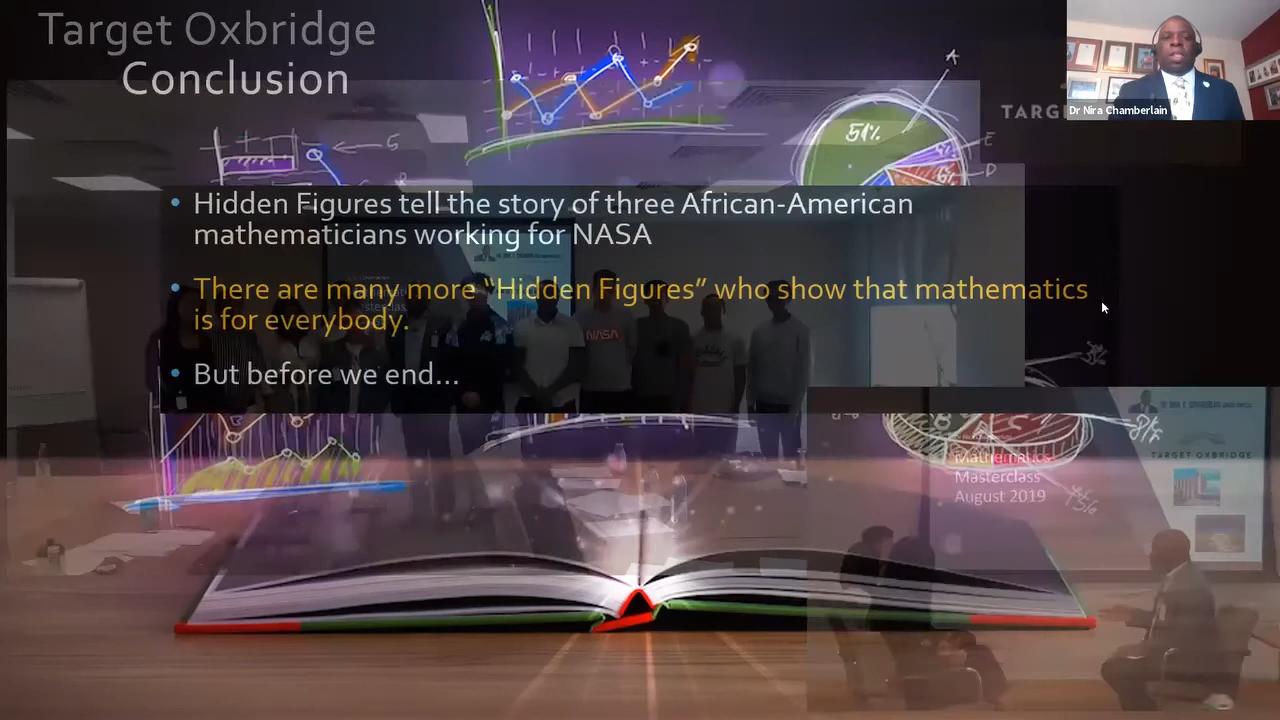 Target Oxbridge
Conclusion
Dr Nira Chamberlain
TARG
51%
A
E
D
6%
S
• Hidden Figures tell the story of three African-American
mathematicians working for NASA
• There are many more “Hidden Figures” who show that mathematics
is for everybody.
• But before we end...
NASA
TARGET OXBRIDGE
Mathematics
Masterclass
August 2019